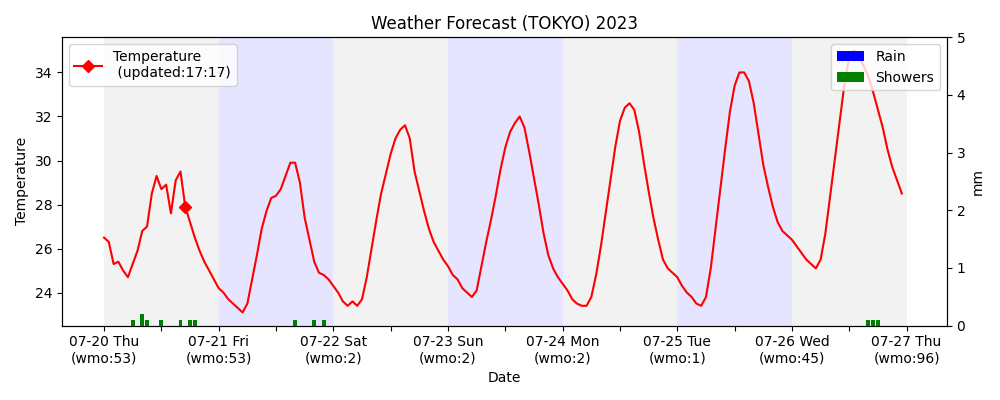 Weather Forecast (TOKYO) 2023
Temperature
(updated:17:17)
Rain
Showers
34
32
30
28
26
24
Temperature
5
4
3
2
1
0
mm
07-20 Thu
(wmo:53)
07-21 Fri
(wmo:53)
07-22 Sat
(wmo:2)
07-23 Sun
(wmo:2)
07-24 Mon
(wmo:2)
07-25 Tue
(wmo:1)
07-26 Wed
(wmo:45)
07-27 Thu
(wmo:96)
Date